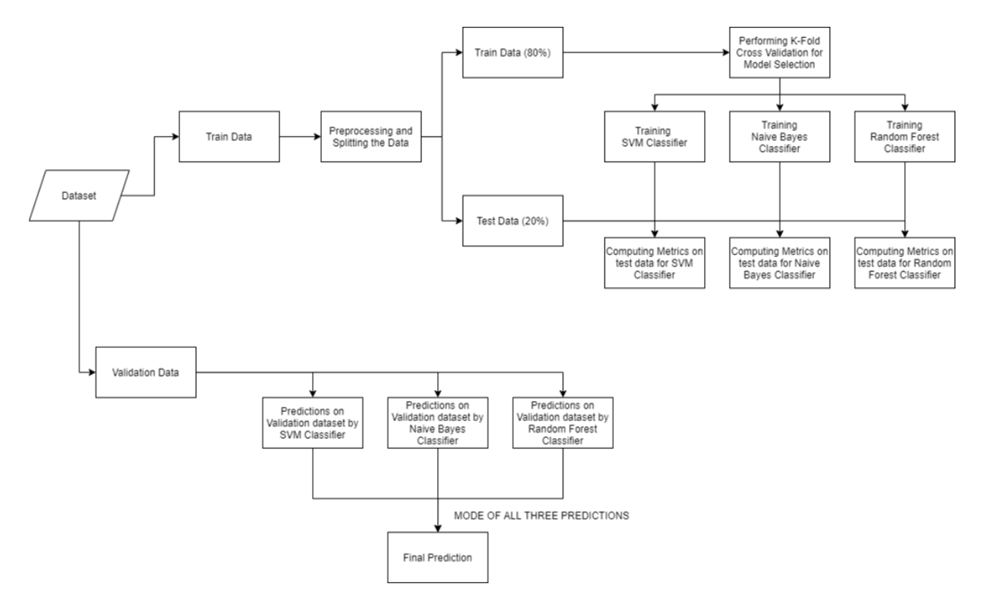 Train Data (80%)
Performing K-Fold
Cross Validation for
Model Selection
Train Data
Preprocessing and
Splitting the Data
Training
SVM Classifier
Training
Naive Bayes
Classifier
Training
Random Forest
Classifier
Dataset
Test Data (20%)
Computing Metrics on
test data for SVM
Classifier
Computing Metrics on
test data for Naive
Bayes Classifier
Computing Metrics on
test data for Random
Forest Classifier
Validation Data
Predictions on
Validation dataset by
SVM Classifier
Predictions on
Validation dataset by
Naive Bayes
Classifier
Predictions on
Validation dataset by
Random Forest
Classifier
MODE OF ALL THREE PREDICTIONS
Final Prediction